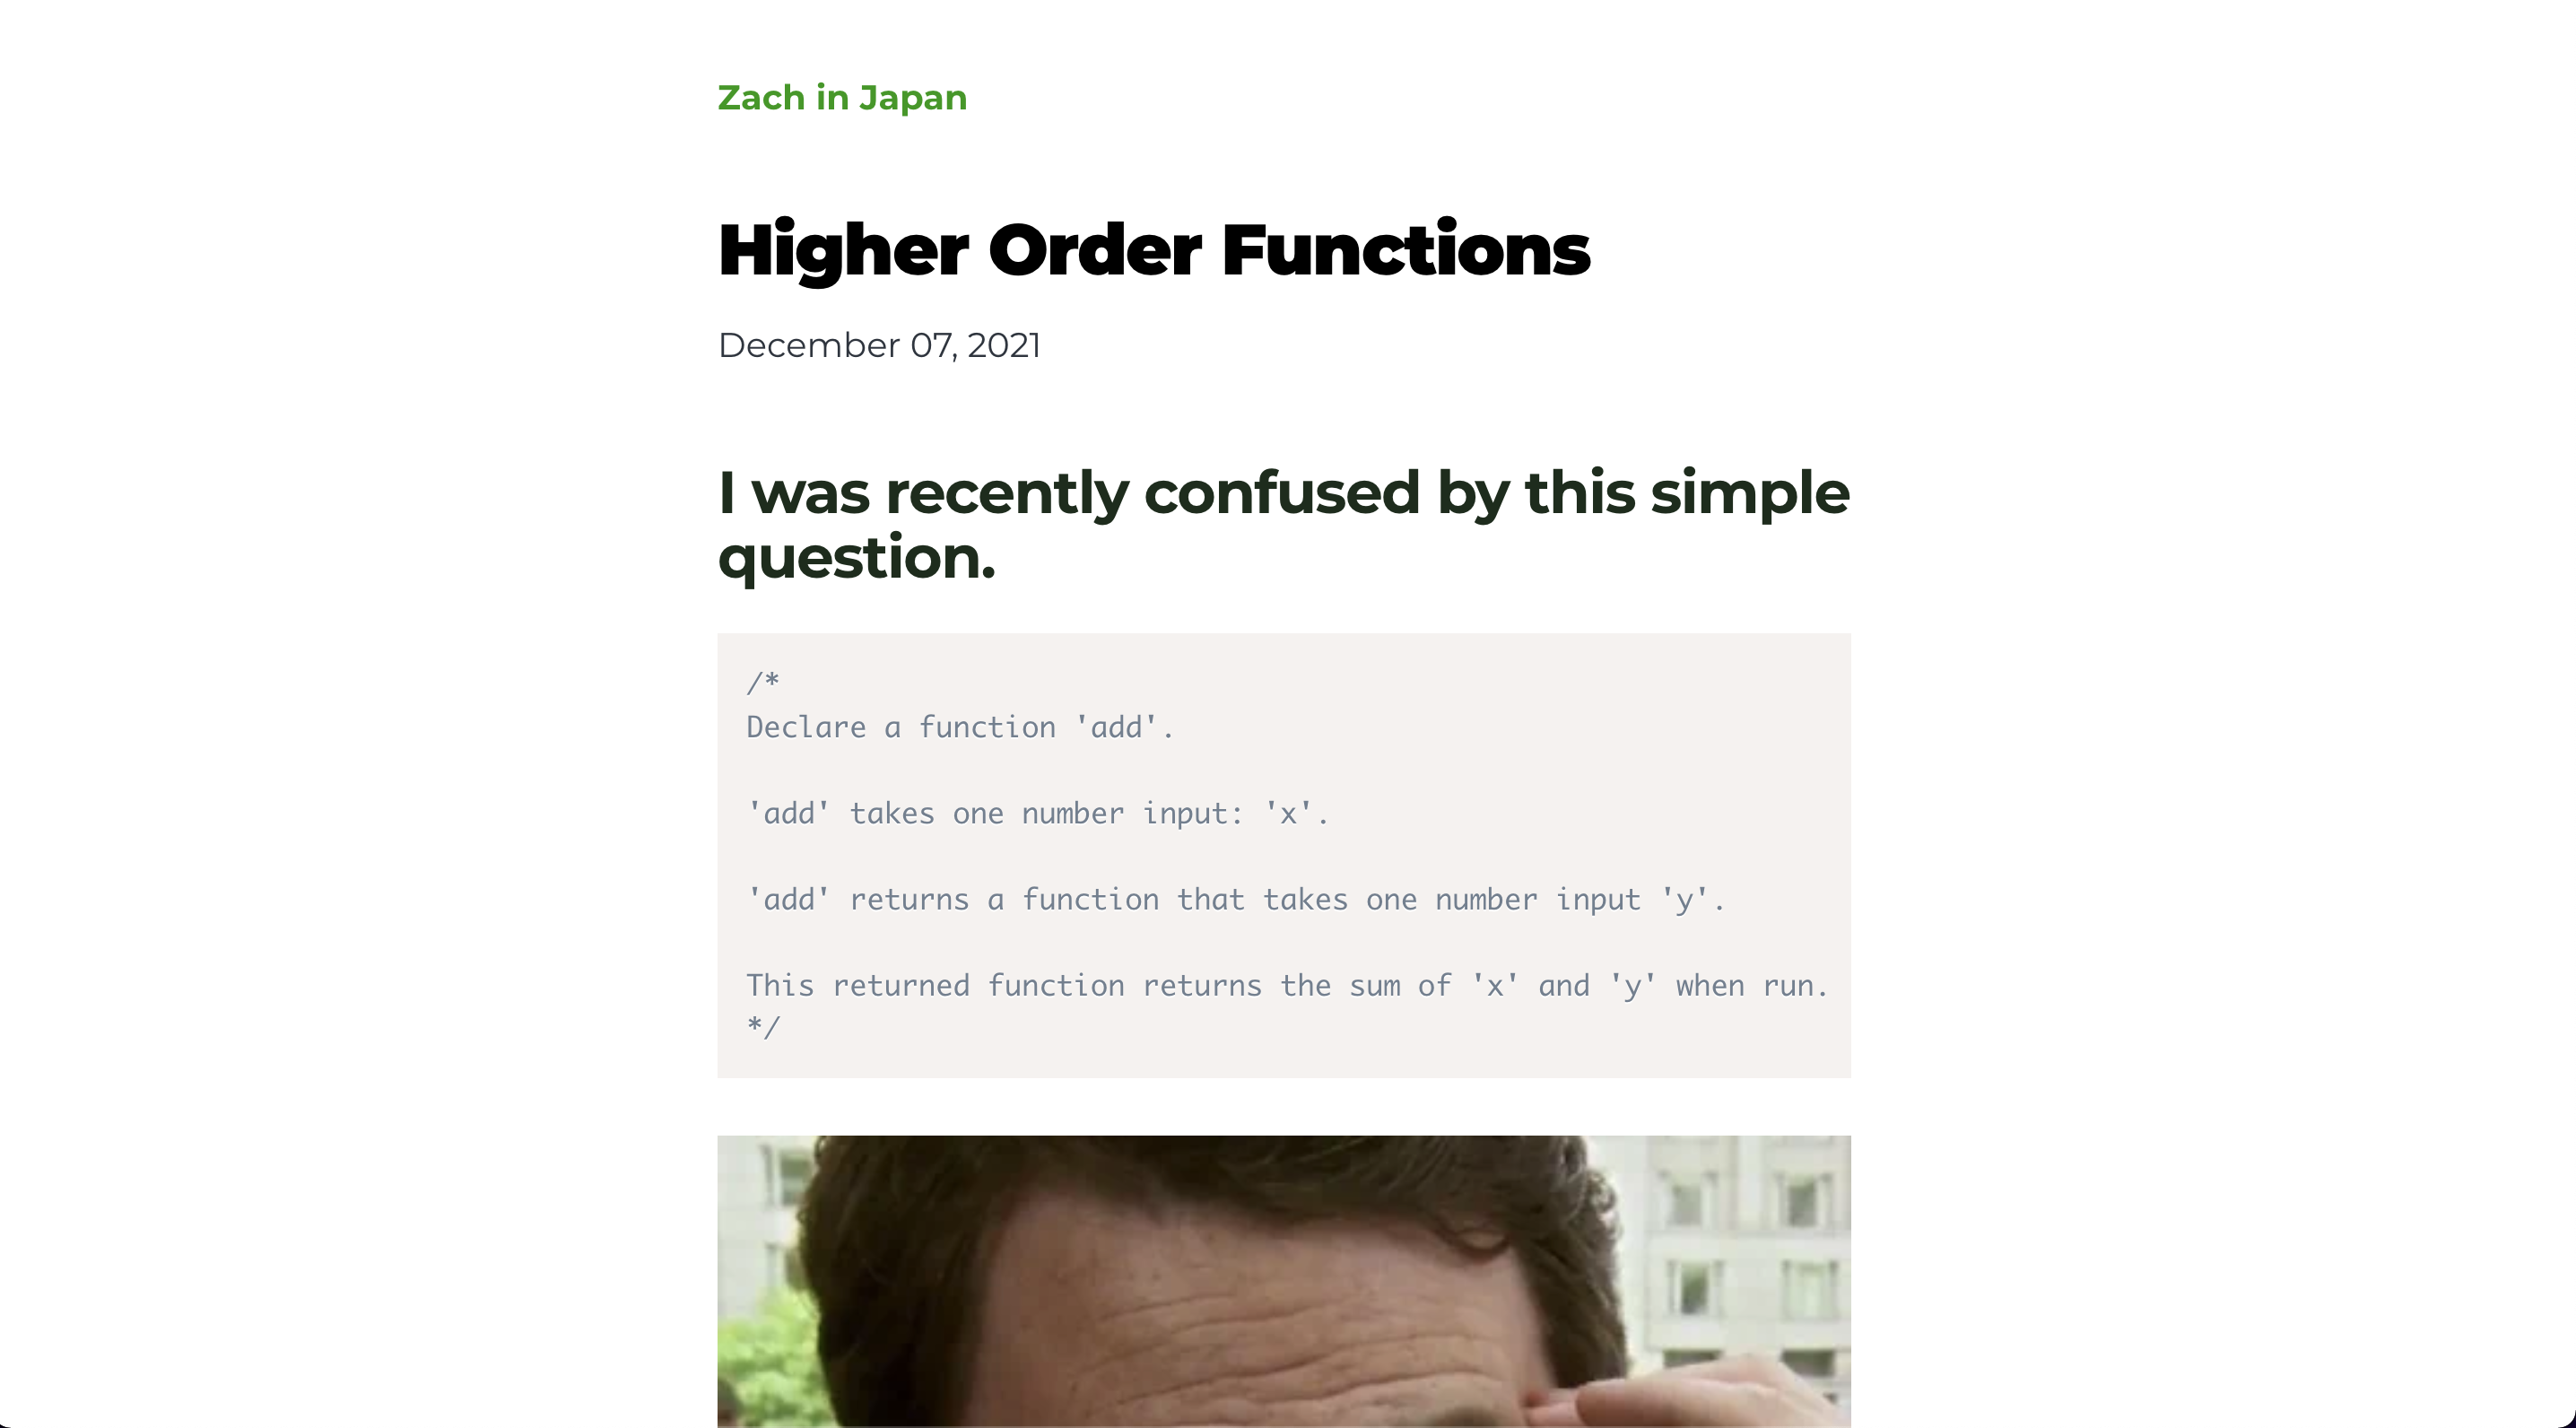 Zach in Japan
Higher Order Functions
December 07, 2021
I was recently confused by this simple
question.
/*
Declare a function 'add'.
'add' takes one number input: 'x'.
'add' returns a function that takes one number input 'y'.
This returned function returns the sum of 'x' and 'y' when run.
*/